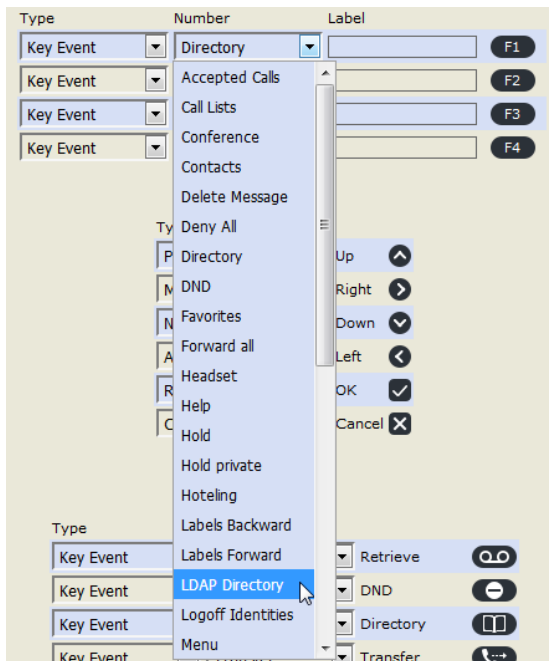 Type Number Label
Key Event Directory F1
Key Event F2
Key Event F3
Key Event F4
Accepted Calls
Call Lists
Conference
Contacts
Delete Message
Deny All
Directory
DND
Favorites
Forward all
Headset
Help
Hold
Hold private
Hoteling
Labels Backward
Labels Forward
LDAP Directory
Logoff Identities
Menu
Ty
P Up
M Right
N Down
A Left
R OK
C Cancel
Type
Key Event Retrieve
Key Event DND
Key Event Directory
Key Event Transfer